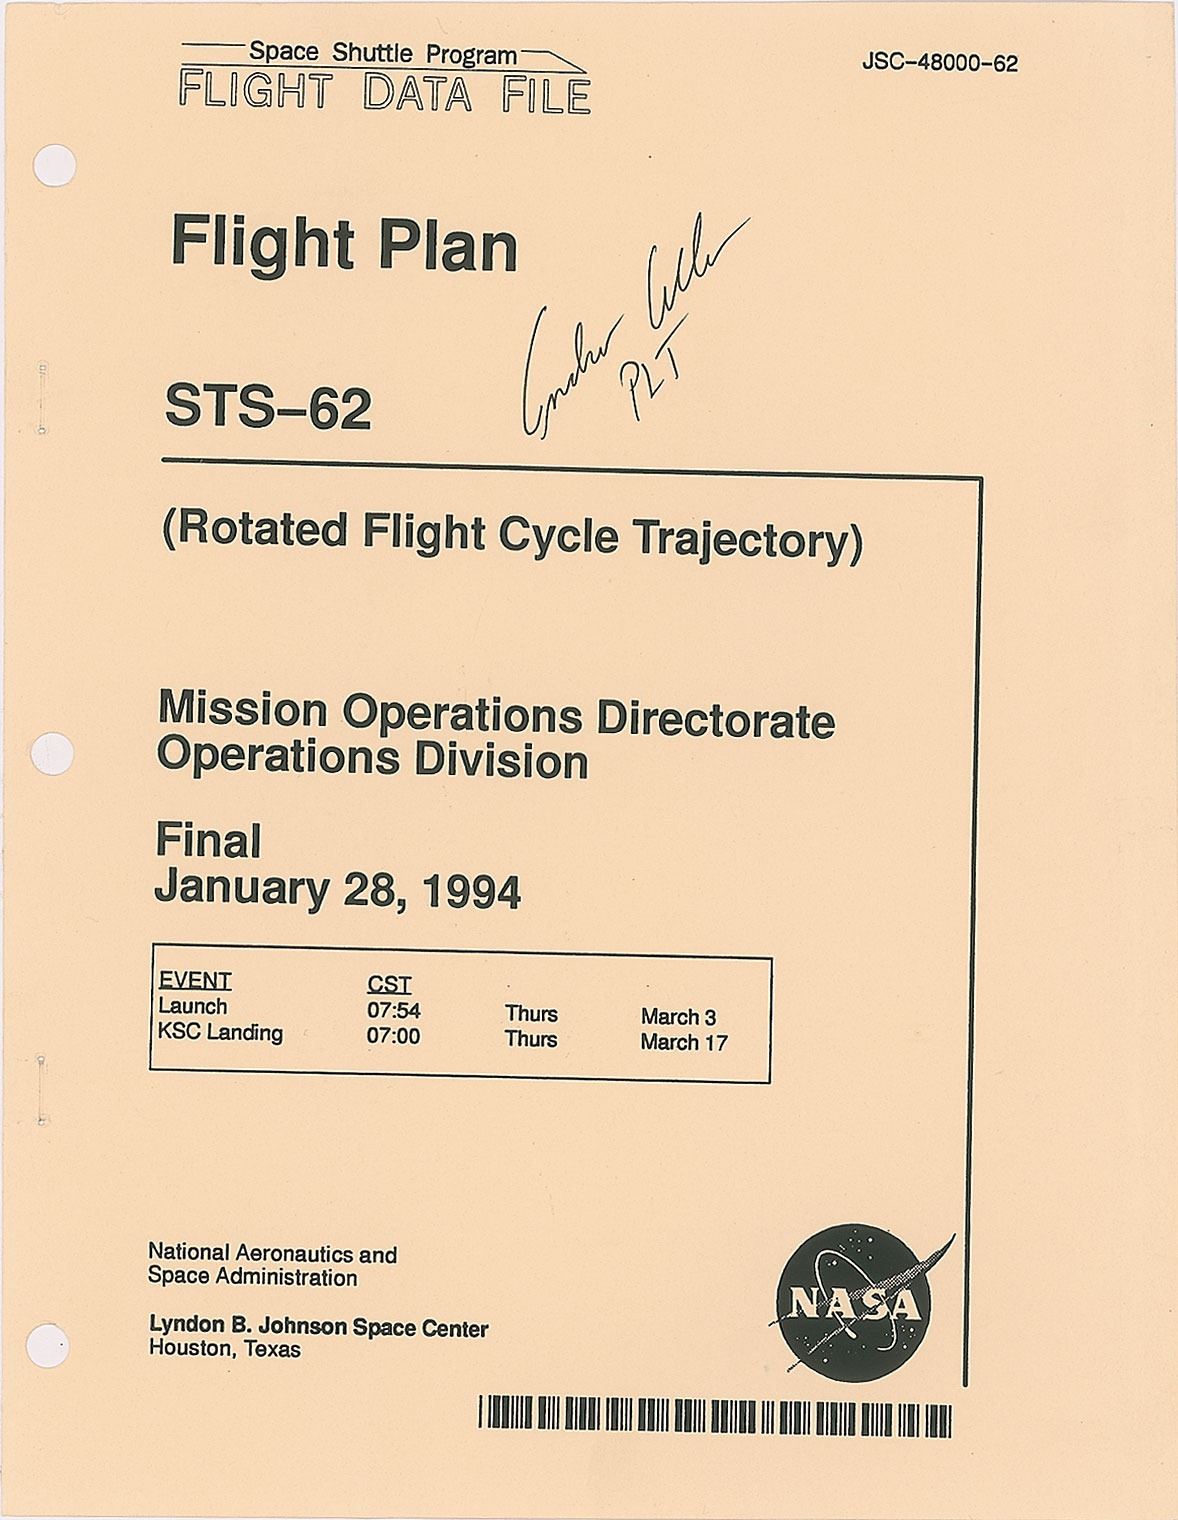 Space Shuttle Program
FLIGHT DATA FILE
JSC-48000-62
Flight Plan
Andrew Allen
PLT
STS-62
(Rotated Flight Cycle Trajectory)
Mission Operations Directorate
Operations Division
Final
January 28, 1994
EVENT CST
Launch 07:54 Thurs March 3
KSC Landing 07:00 Thurs March 17
National Aeronautics and
Space Administration
Lyndon B. Johnson Space Center
Houston, Texas
NASA